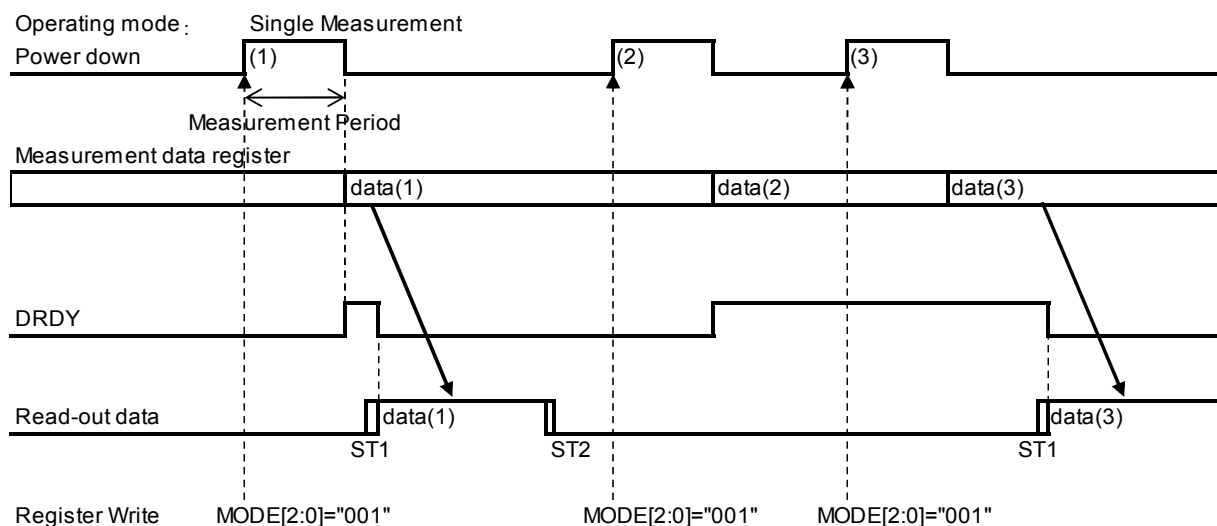 Operating mode: Single Measurement
Power down
(1) (2) (3)
Measurement Period
Measurement data register
data(1) data(2) data(3)
DRDY
Read-out data data(1) data(3)
ST1 ST2 ST1
Register Write MODE[2:0]="001" MODE[2:0]="001" MODE[2:0]="001"